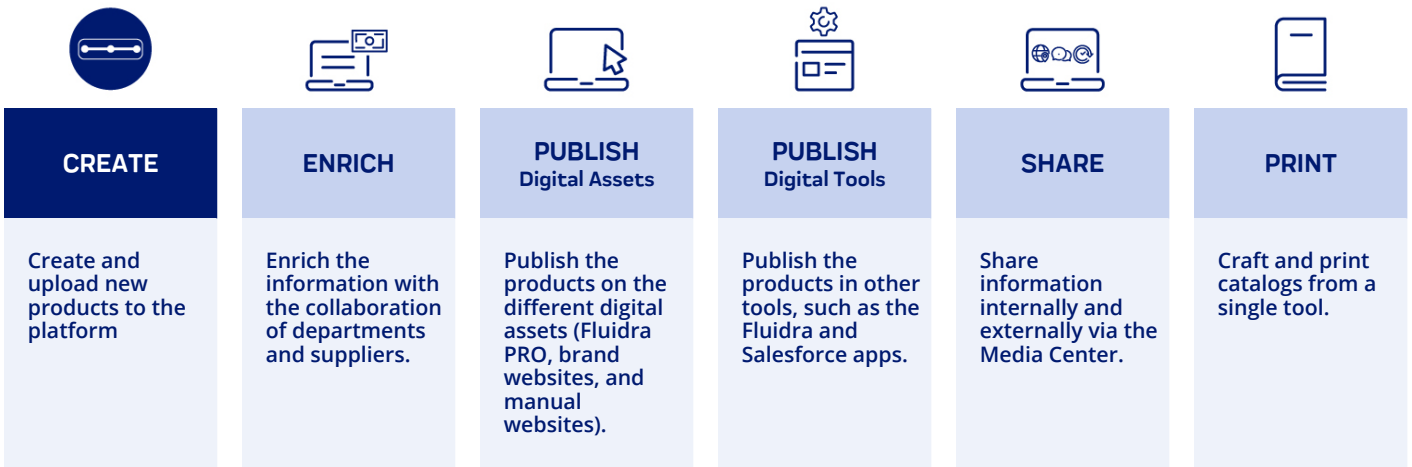 CREATE
Create and
upload new
products to the
platform
ENRICH
Enrich the
information with
the collaboration
of departments
and suppliers.
PUBLISH
Digital Assets
Publish the
products on the
different digital
assets (Fluidra
PRO, brand
websites, and
manual
websites).
PUBLISH
Digital Tools
Publish the
products in other
tools, such as the
Fluidra and
Salesforce apps.
SHARE
Share
information
internally and
externally via the
Media Center.
PRINT
Craft and print
catalogs from a
single tool.